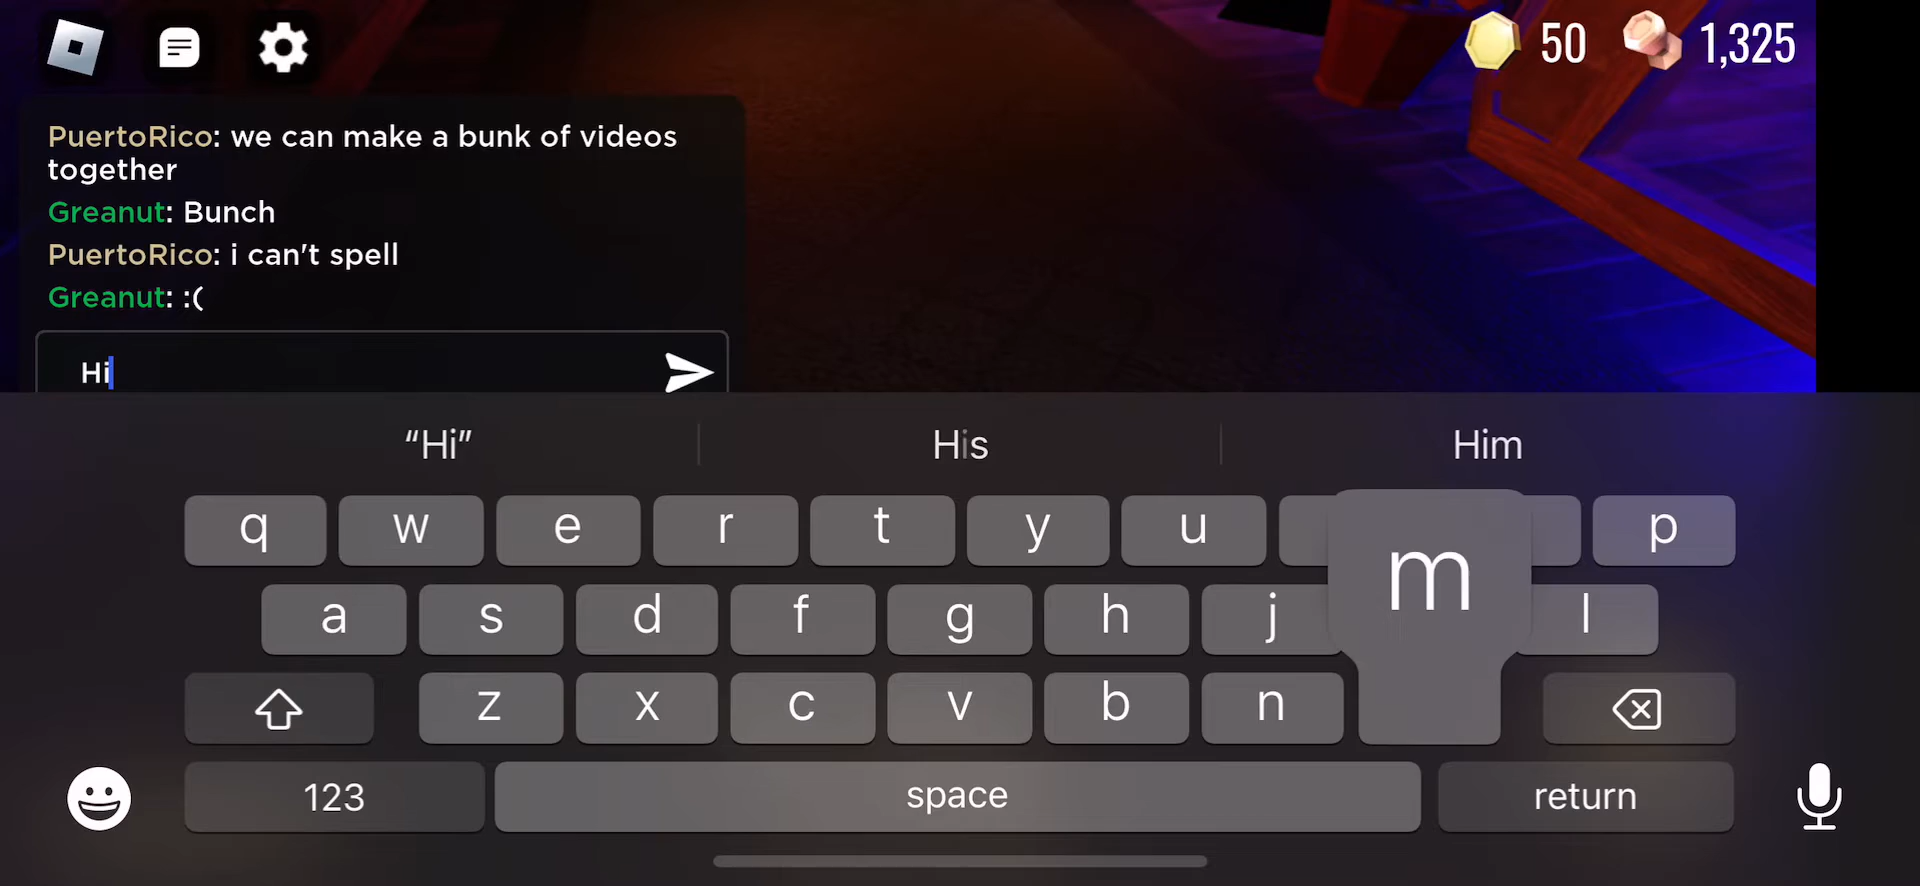 50 1,325
PuertoRico: we can make a bunk of videos
together
Greanut: Bunch
PuertoRico: i can't spell
Greanut: :(
Hi
“Hi” His Him
q w e r t y u p
a s d f g h j l
m
z x c v b n
123 space return